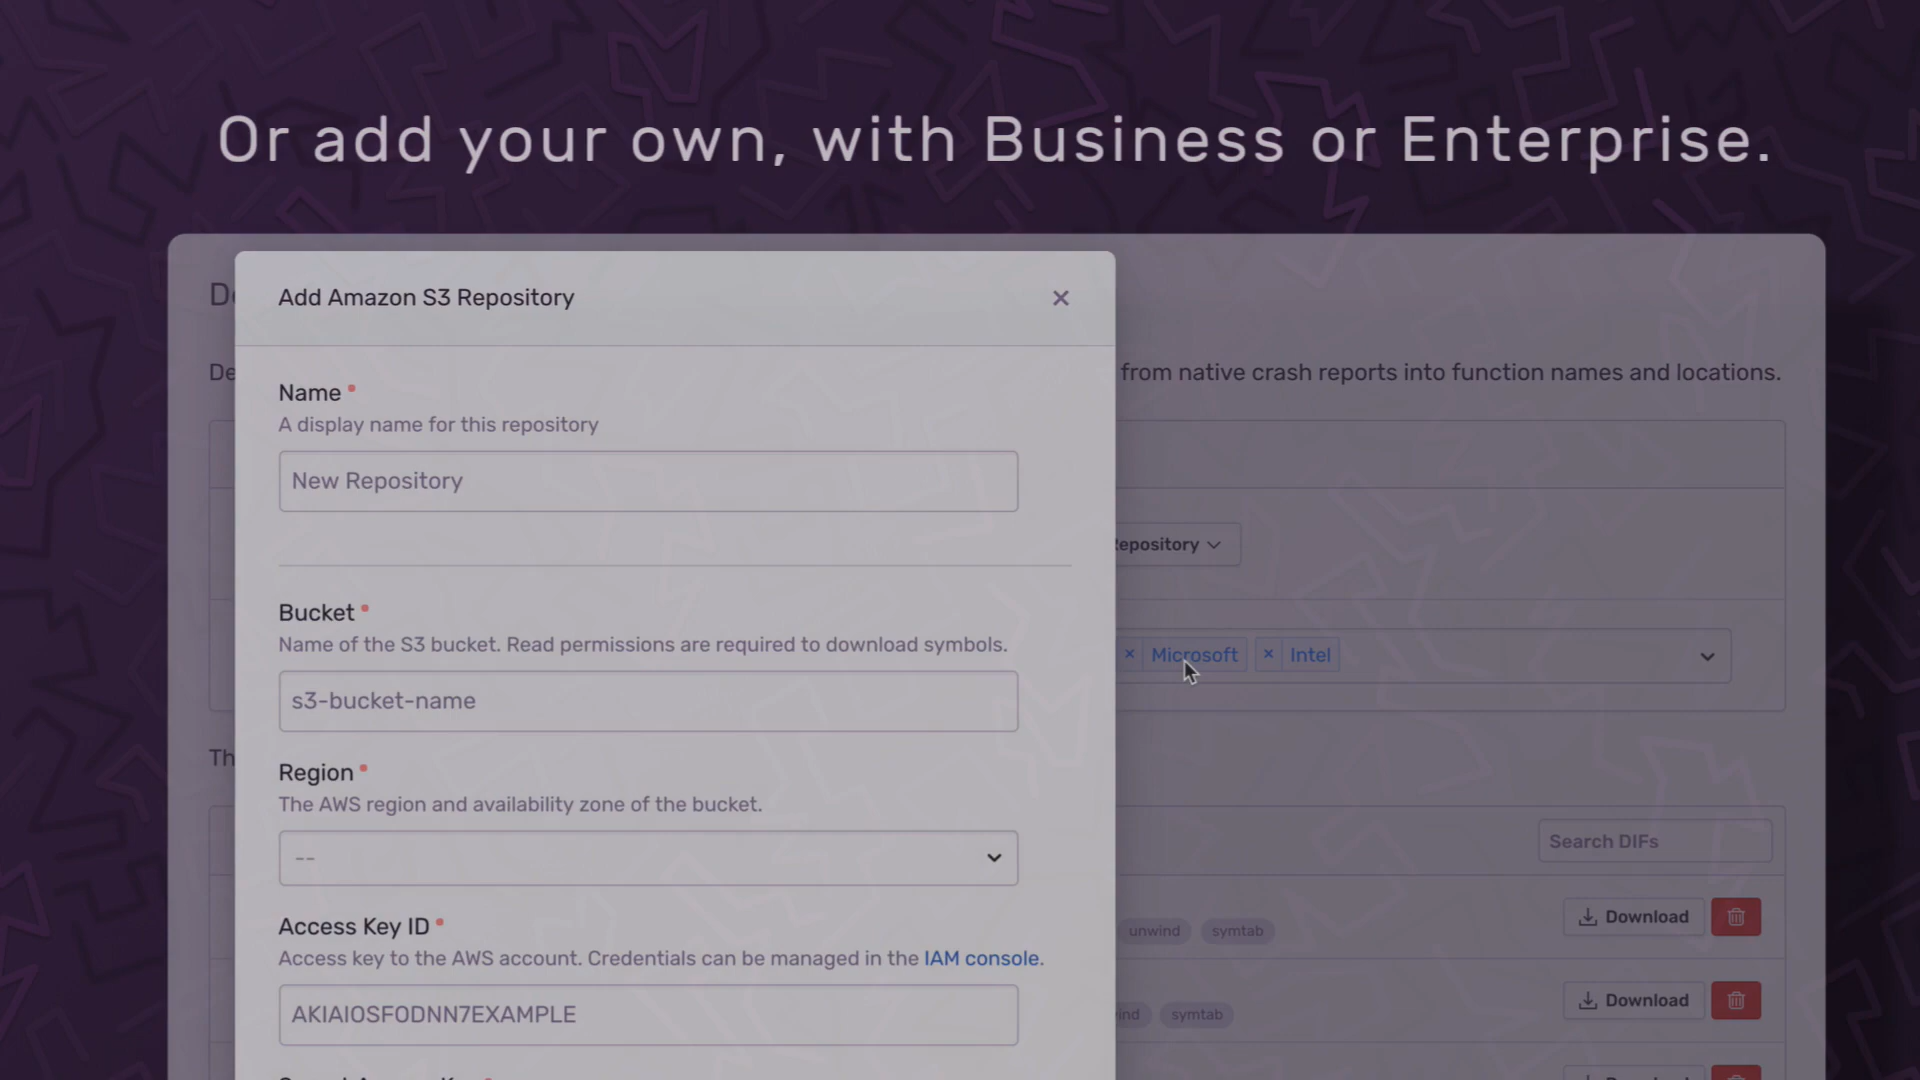 Or add your own, with Business or Enterprise.
Add Amazon S3 Repository
from native crash reports into function names and locations.
Name
A display name for this repository
New Repository
Repository
Bucket
Name of the S3 bucket. Read permissions are required to download symbols.
× Microsoft × Intel
s3-bucket-name
Region
The AWS region and availability zone of the bucket.
--
Search DIFs
Access Key ID
unwind symtab
Download
Access key to the AWS account. Credentials can be managed in the IAM console.
AKIAIOSFODNN7EXAMPLE
symtab
Download